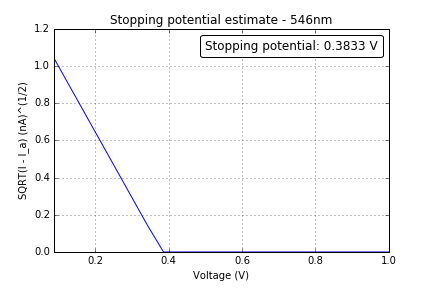 Stopping potential estimate - 546nm
Stopping potential: 0.3833 V
SQRT(I - I_a) (nA)^(1/2)
1.2
1.0
0.8
0.6
0.4
0.2
0.0
0.2 0.4 0.6 0.8 1.0
Voltage (V)